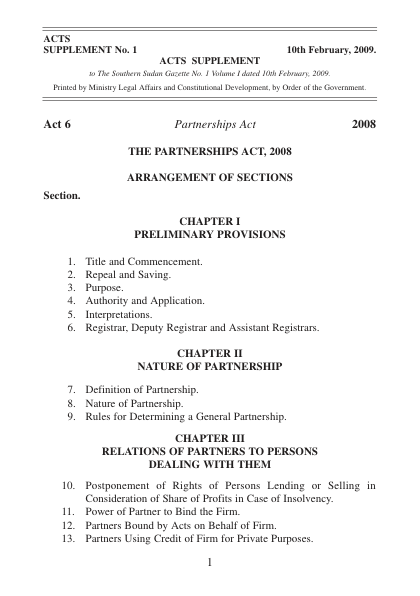 ACTS
SUPPLEMENT No. 1 10th February, 2009.
ACTS SUPPLEMENT
to The Southern Sudan Gazette No. 1 Volume I dated 10th February, 2009.
Printed by Ministry Legal Affairs and Constitutional Development, by Order of the Government.
Act 6 Partnerships Act 2008
THE PARTNERSHIPS ACT, 2008
ARRANGEMENT OF SECTIONS
Section.
CHAPTER I
PRELIMINARY PROVISIONS
1. Title and Commencement.
2. Repeal and Saving.
3. Purpose.
4. Authority and Application.
5. Interpretations.
6. Registrar, Deputy Registrar and Assistant Registrars.
CHAPTER II
NATURE OF PARTNERSHIP
7. Definition of Partnership.
8. Nature of Partnership.
9. Rules for Determining a General Partnership.
CHAPTER III
RELATIONS OF PARTNERS TO PERSONS
DEALING WITH THEM
10. Postponement of Rights of Persons Lending or Selling in
Consideration of Share of Profits in Case of Insolvency.
11. Power of Partner to Bind the Firm.
12. Partners Bound by Acts on Behalf of Firm.
13. Partners Using Credit of Firm for Private Purposes.
1